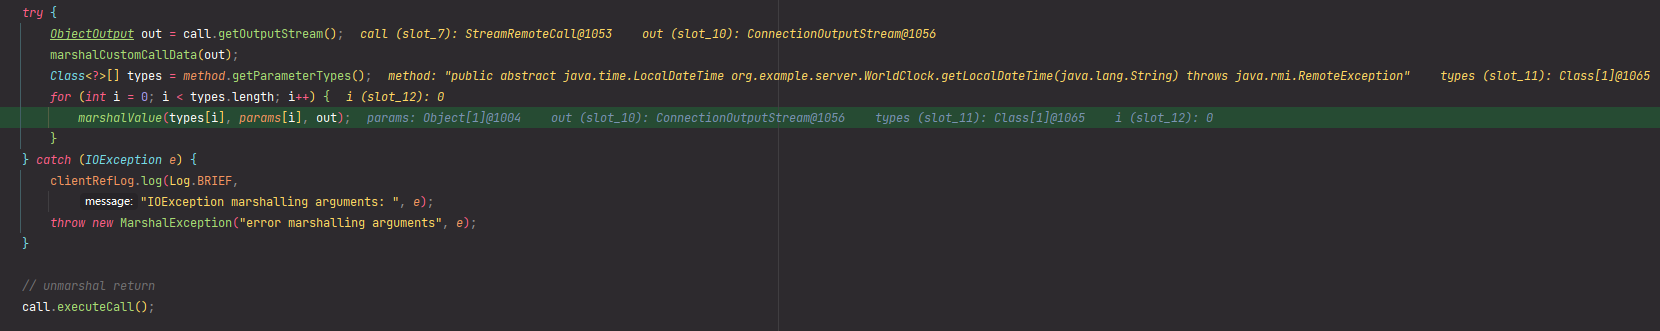 try {
ObjectOutput out = call.getOutputStream(); call (slot_7): StreamRemoteCall@1053 out (slot_10): ConnectionOutputStream@1056
marshalCustomCallData(out);
Class<?>[] types = method.getParameterTypes(); method: "public abstract java.time.LocalDateTime org.example.server.WorldClock.getLocalDateTime(java.lang.String) throws java.rmi.RemoteException" types (slot_11): Class[1]@1065
for (int i = 0; i < types.length; i++) { i (slot_12): 0
marshalValue(types[i], params[i], out); params: Object[1]@1004 out (slot_10): ConnectionOutputStream@1056 types (slot_11): Class[1]@1065 i (slot_12): 0
}
} catch (IOException e) {
clientRefLog.log(Log.BRIEF,
message: "IOException marshalling arguments: ", e);
throw new MarshalException("error marshalling arguments", e);
}
// unmarshal return
call.executeCall();